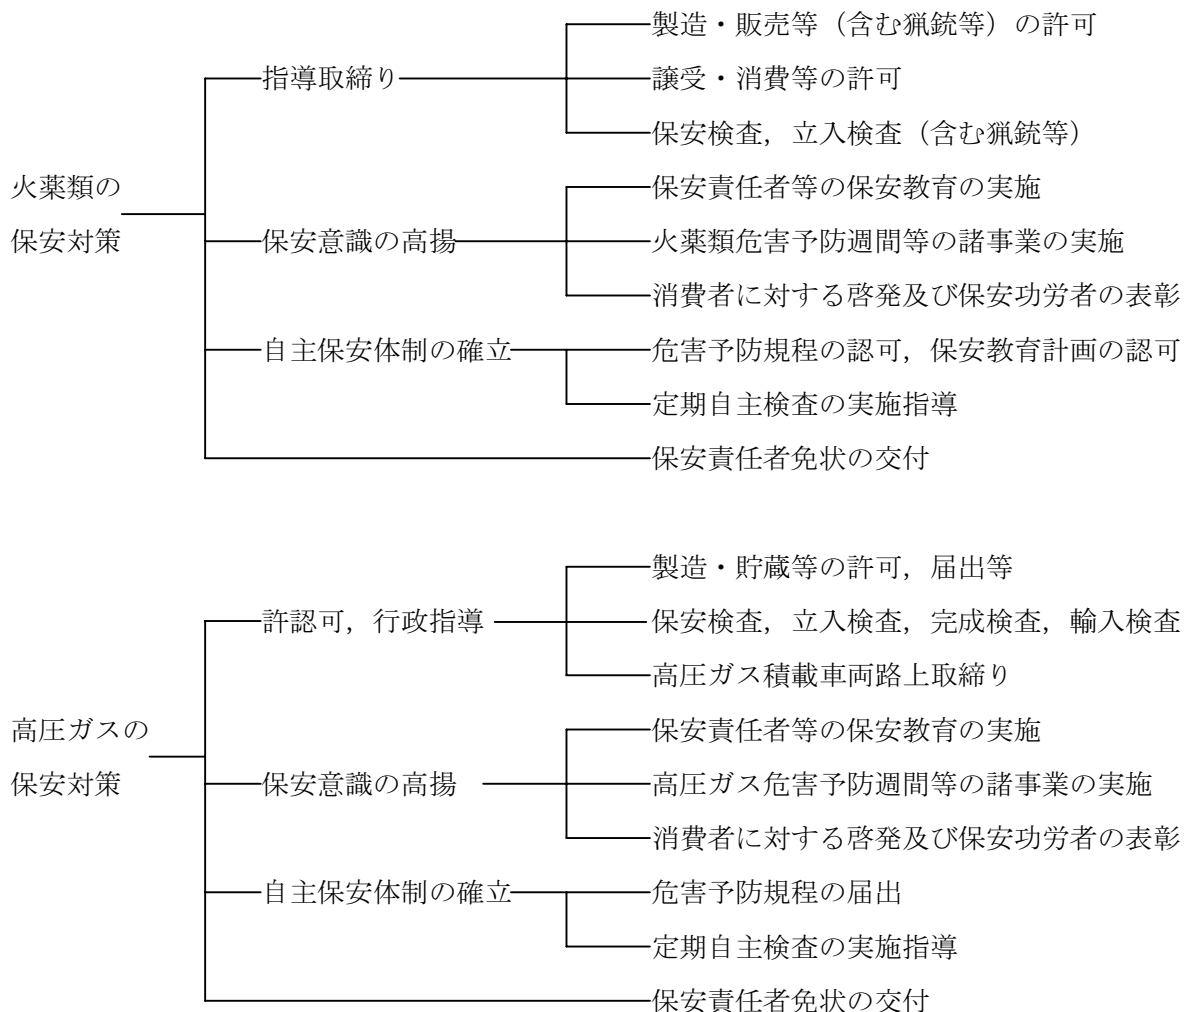 製造・販売等（含む猟銃等）の許可
指導取締り
譲受・消費等の許可
保安検査，立入検査（含む猟銃等）
火薬類の
保安対策
保安責任者等の保安教育の実施
保安意識の高揚
火薬類危害予防週間等の諸事業の実施
消費者に対する啓発及び保安功労者の表彰
自主保安体制の確立
危害予防規程の認可，保安教育計画の認可
定期自主検査の実施指導
保安責任者免状の交付
製造・貯蔵等の許可，届出等
許認可，行政指導
保安検査，立入検査，完成検査，輸入検査
高圧ガス積載車両路上取締り
高圧ガスの
保安対策
保安責任者等の保安教育の実施
保安意識の高揚
高圧ガス危害予防週間等の諸事業の実施
消費者に対する啓発及び保安功労者の表彰
自主保安体制の確立
危害予防規程の届出
定期自主検査の実施指導
保安責任者免状の交付